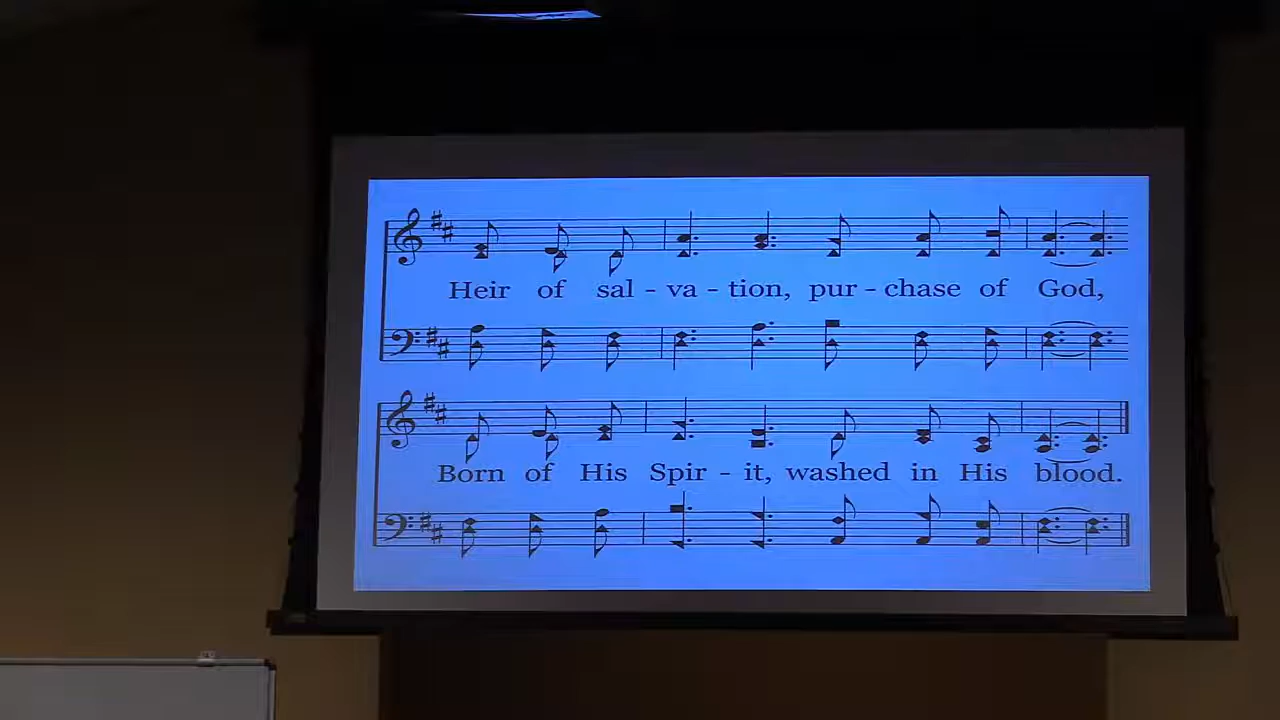 Heir of sal - va - tion, pur - chase of God,
Born of His Spir - it, washed in His blood.